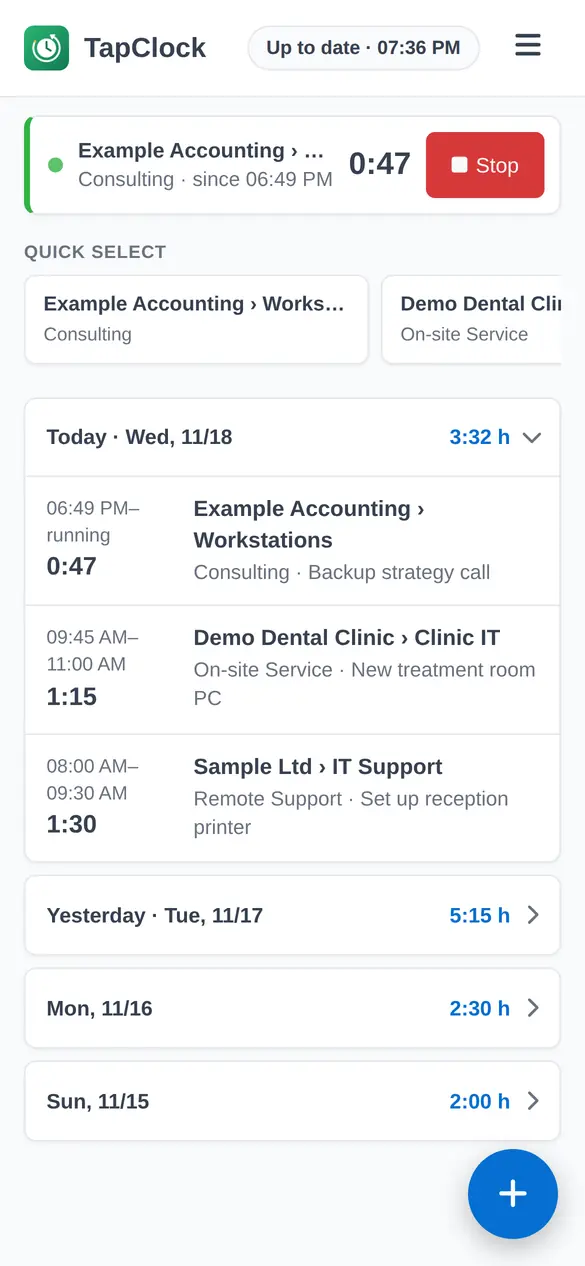 TapClock
Up to date · 07:36 PM
Example Accounting › ...
Consulting · since 06:49 PM
0:47
Stop
QUICK SELECT
Example Accounting › Works...
Consulting
Demo Dental Clin
On-site Service
Today · Wed, 11/18
3:32 h
06:49 PM–
running
0:47
Example Accounting ›
Workstations
Consulting · Backup strategy call
09:45 AM–
11:00 AM
1:15
Demo Dental Clinic › Clinic IT
On-site Service · New treatment room
PC
08:00 AM–
09:30 AM
1:30
Sample Ltd › IT Support
Remote Support · Set up reception
printer
Yesterday · Tue, 11/17
5:15 h
Mon, 11/16
2:30 h
Sun, 11/15
2:00 h